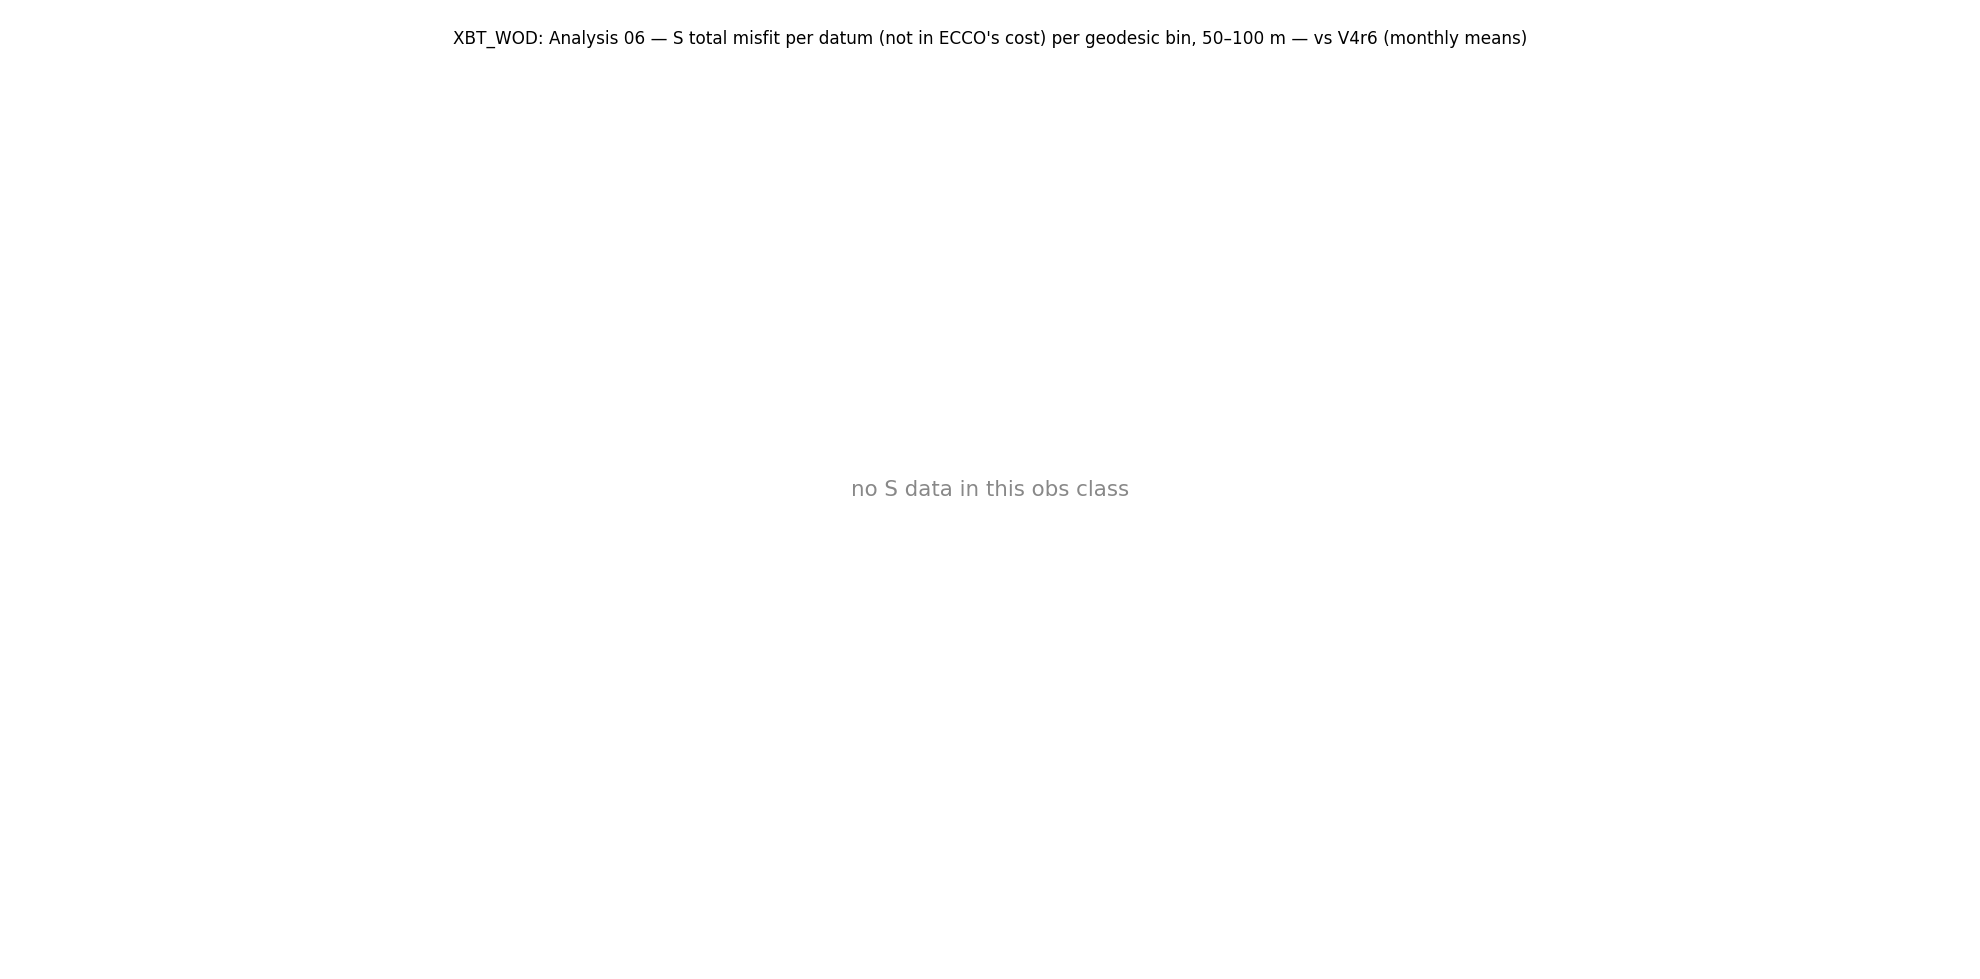 XBT_WOD: Analysis 06 — S total misfit per datum (not in ECCO's cost) per geodesic bin, 50–100 m — vs V4r6 (monthly means)
no S data in this obs class